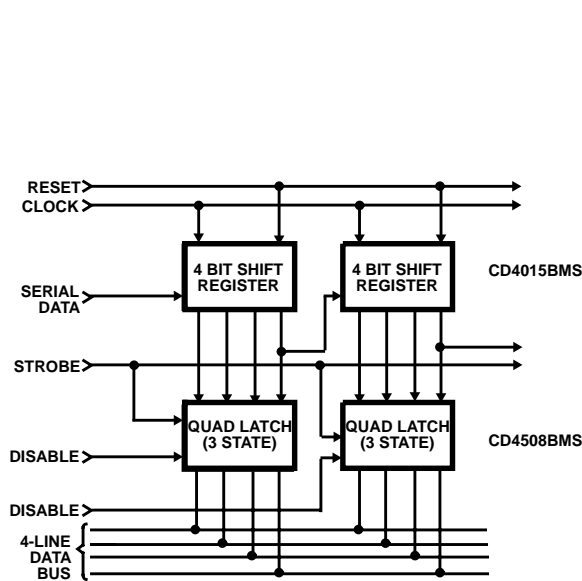 RESET
CLOCK
4 BIT SHIFT
REGISTER
4 BIT SHIFT
REGISTER
CD4015BMS
SERIAL
DATA
STROBE
QUAD LATCH
(3 STATE)
QUAD LATCH
(3 STATE)
CD4508BMS
DISABLE
DISABLE
4-LINE
DATA
BUS